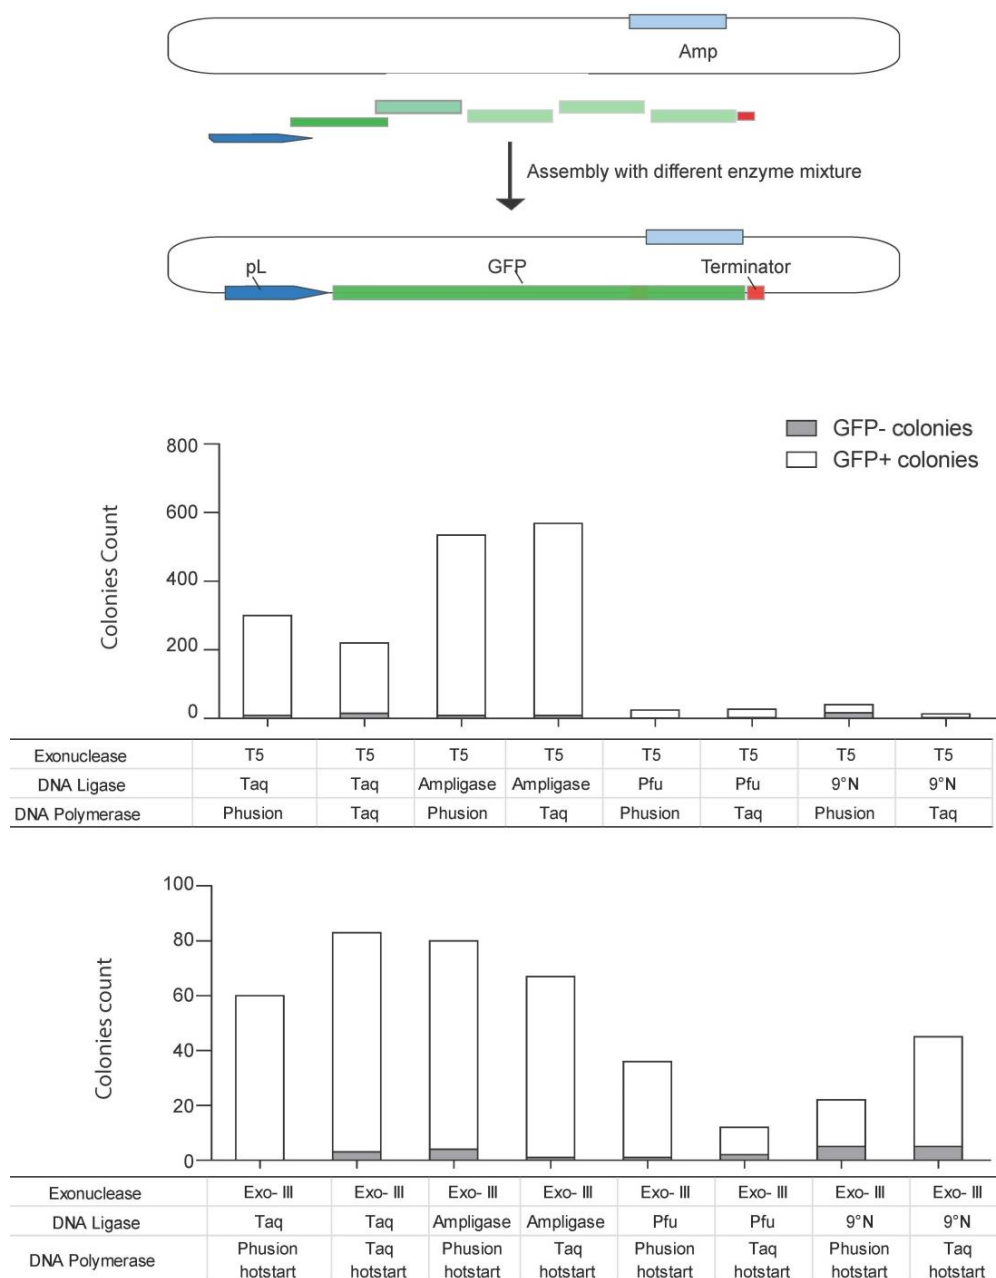 Amp
Assembly with different enzyme mixture
pL GFP Terminator
GFP- colonies
GFP+ colonies
Colonies Count
800
600
400
200
0
Exonuclease T5 T5 T5 T5 T5 T5 T5 T5
DNA Ligase Taq Taq Ampligase Ampligase Pfu Pfu 9°N 9°N
DNA Polymerase Phusion Taq Phusion Taq Phusion Taq Phusion Taq
Colonies count
100
80
60
40
20
0
Exonuclease Exo- III Exo- III Exo- III Exo- III Exo- III Exo- III Exo- III Exo- III
DNA Ligase Taq Taq Ampligase Ampligase Pfu Pfu 9°N 9°N
DNA Polymerase Phusion Taq Phusion Taq Phusion Taq Phusion Taq
hotstart hotstart hotstart hotstart hotstart hotstart hotstart hotstart